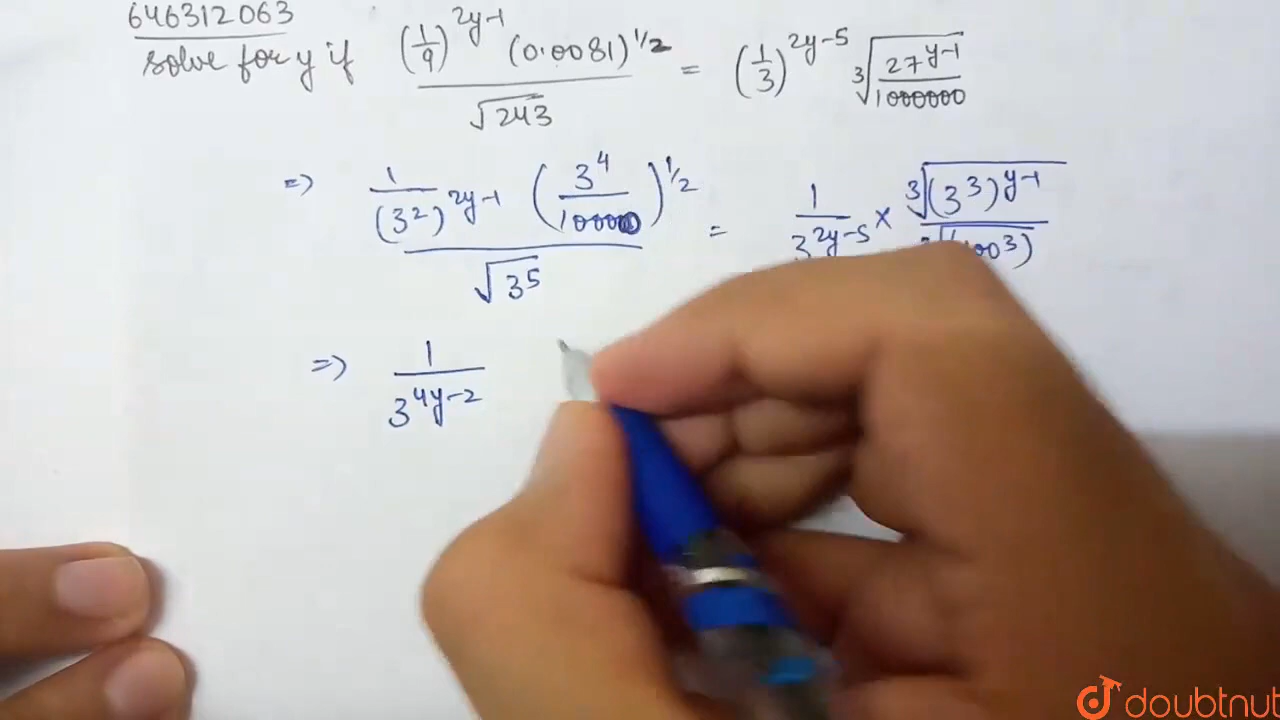 646312063
solve for y if (1/9)^2y-1 (0.0081)^1/2 / √243 = (1/3)^2y-5 ∛27^y-1/1000000
=> 1/(3²)^2y-1 (3⁴/10000)^1/2 / √3⁵ = 1/3^2y-5 × ∛(3³)^y-1 / 100³)
=> 1/3^4y-2
doubtnut